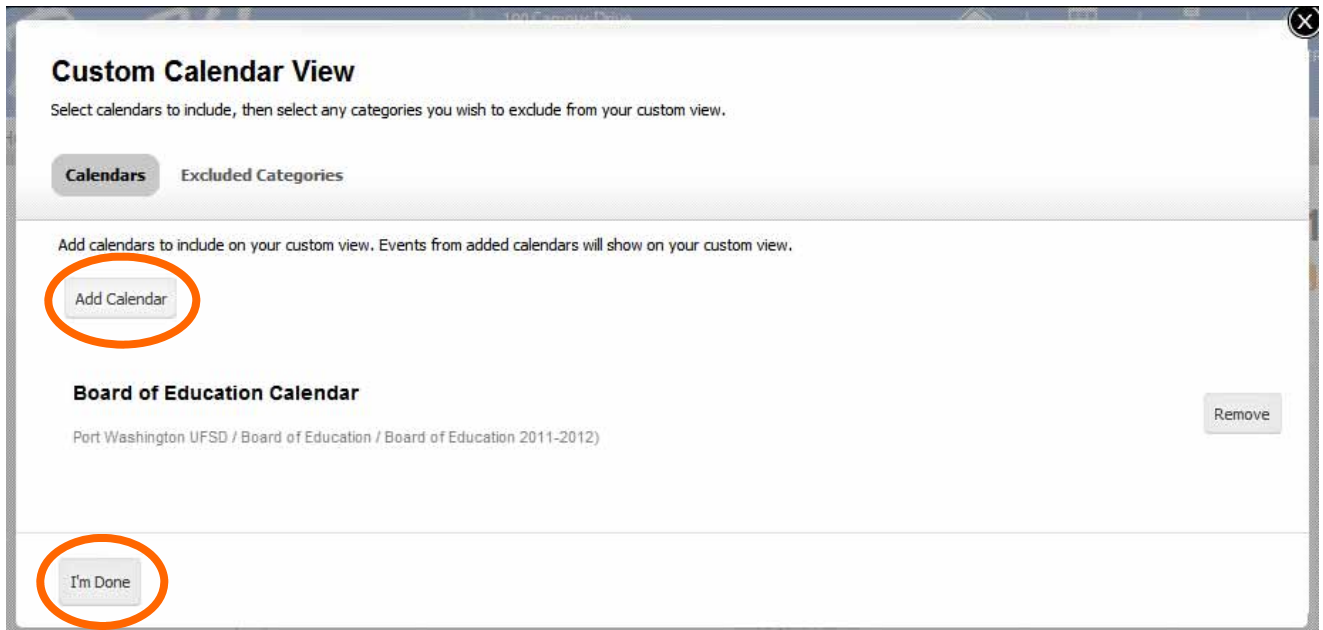 100 Campus Drive
X
Custom Calendar View
Select calendars to include, then select any categories you wish to exclude from your custom view.
Calendars Excluded Categories
Add calendars to include on your custom view. Events from added calendars will show on your custom view.
Add Calendar
Board of Education Calendar
Remove
Port Washington UFSD / Board of Education / Board of Education 2011-2012)
I'm Done